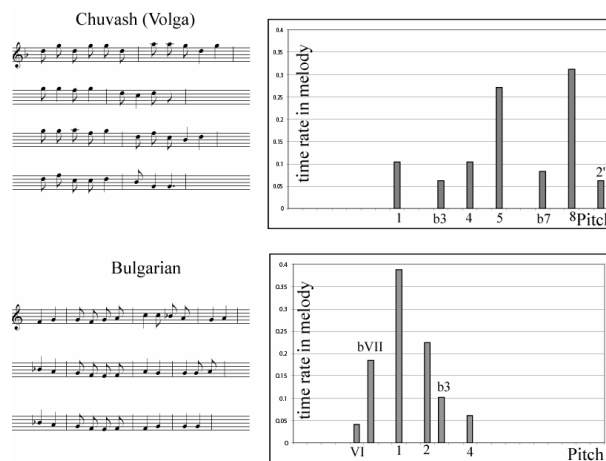 Chuvash (Volga)
time rate in melody
0.4
0.35
0.3
0.25
0.2
0.15
0.1
0.05
0
1
b3
4
5
b7
8
2'
Pitch
Bulgarian
time rate in melody
0.4
0.35
0.3
0.25
0.2
0.15
0.1
0.05
0
VI
bVII
1
2
b3
4
Pitch